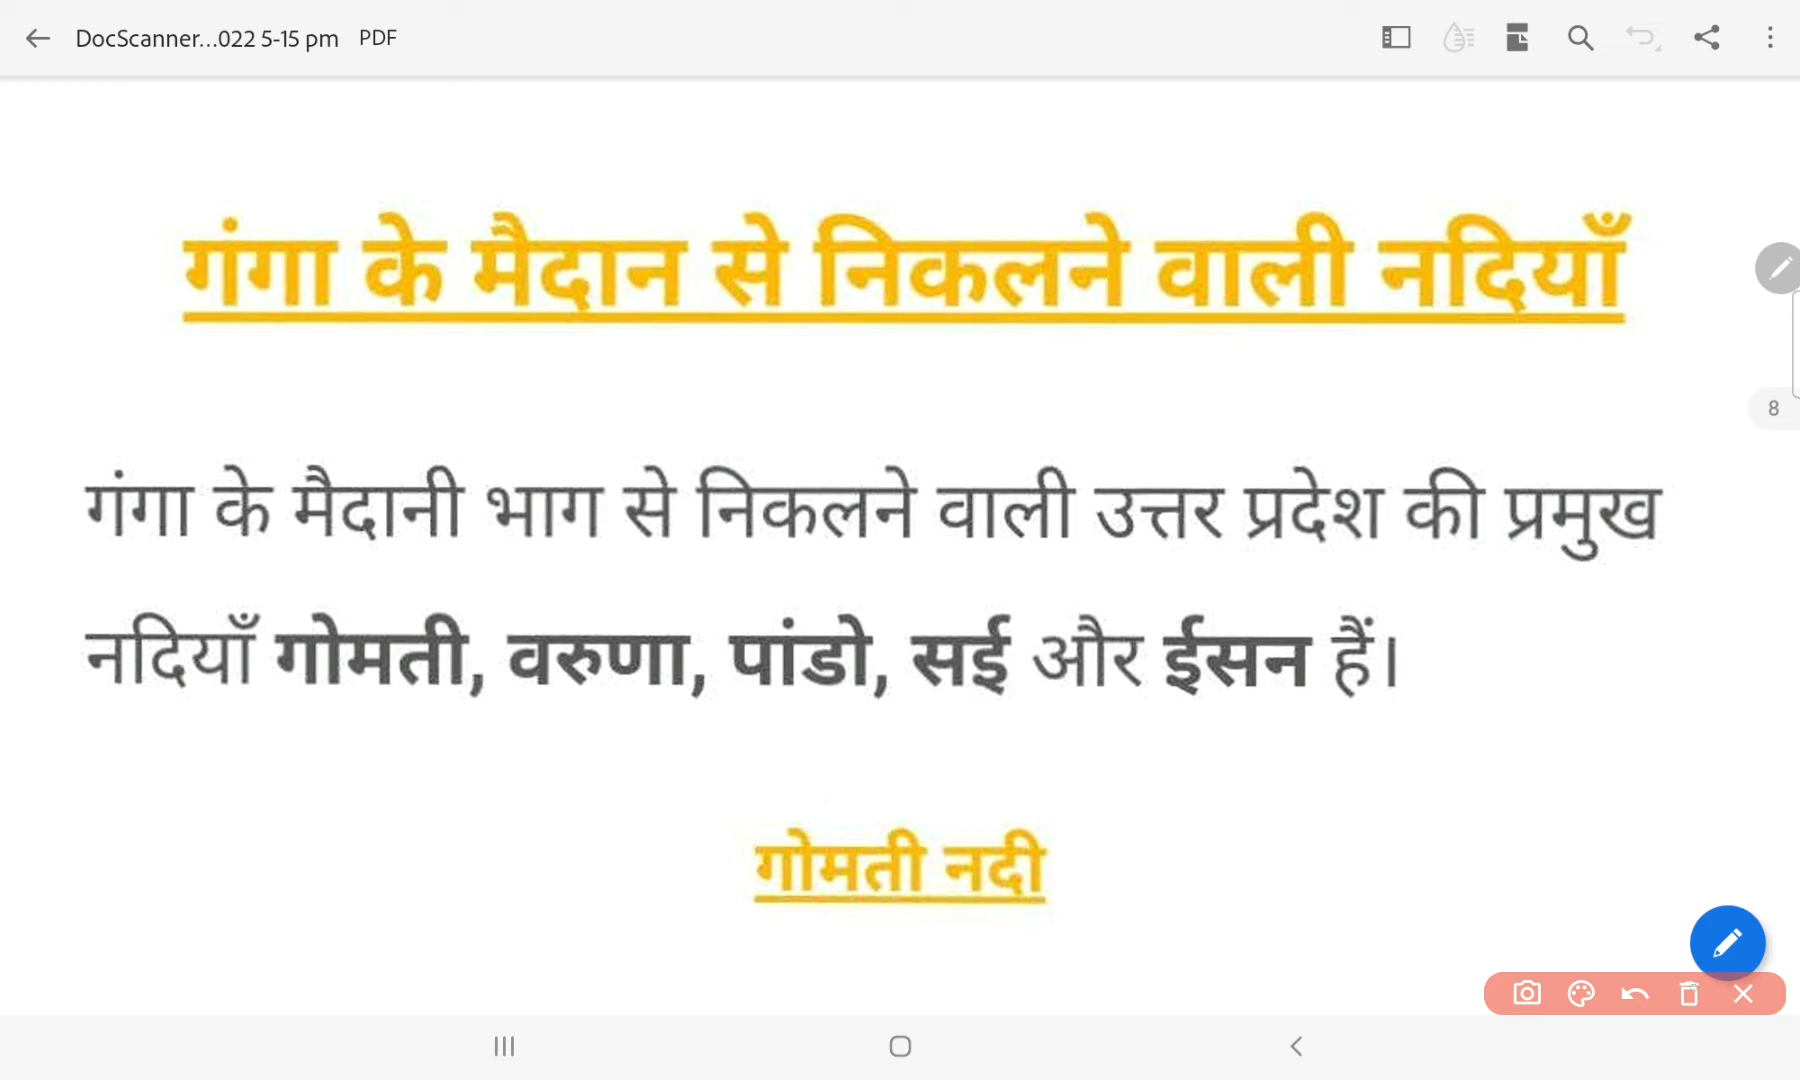 DocScanner...022 5-15 pm PDF
गंगा के मैदान से निकलने वाली नदियाँ
8
गंगा के मैदानी भाग से निकलने वाली उत्तर प्रदेश की प्रमुख
नदियाँ गोमती, वरुणा, पांडो, सई और ईसन हैं।
गोमती नदी